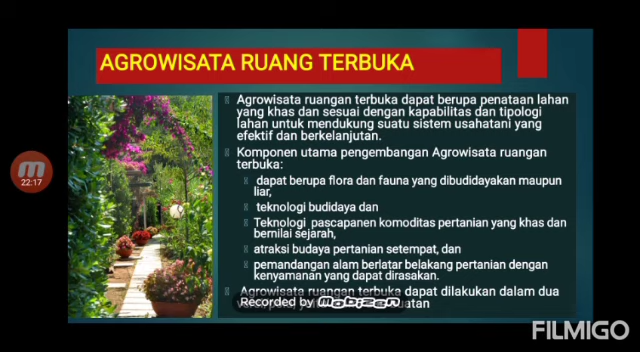 AGROWISATA RUANG TERBUKA
Agrowisata ruangan terbuka dapat berupa penataan lahan
yang khas dan sesuai dengan kapabilitas dan tipologi
lahan untuk mendukung suatu sistem usahatani yang
efektif dan berkelanjutan.
Komponen utama pengembangan Agrowisata ruangan
terbuka:
dapat berupa flora dan fauna yang dibudidayakan maupun
liar,
teknologi budidaya dan
Teknologi pascapanen komoditas pertanian yang khas dan
bernilai sejarah,
atraksi budaya pertanian setempat, dan
pemandangan alam berlatar belakang pertanian dengan
kenyamanan yang dapat dirasakan.
Agrowisata ruangan terbuka dapat dilakukan dalam dua
22:17
Recorded by mobizen
FILMIGO